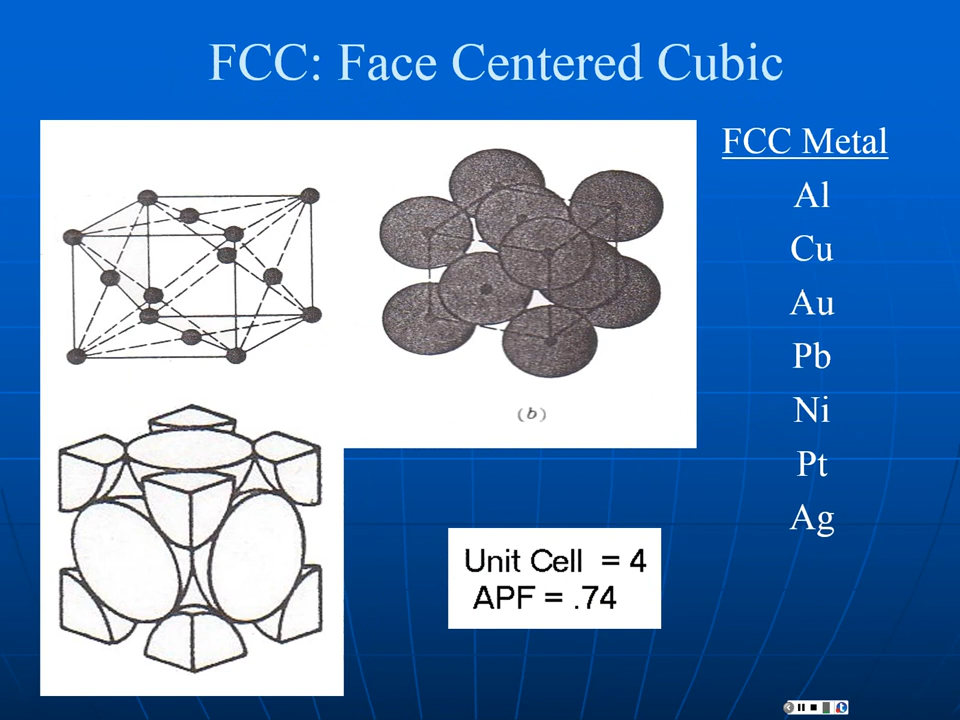 FCC: Face Centered Cubic
FCC Metal
Al
Cu
Au
Pb
Ni
Pt
Ag
(b)
Unit Cell = 4
APF = .74